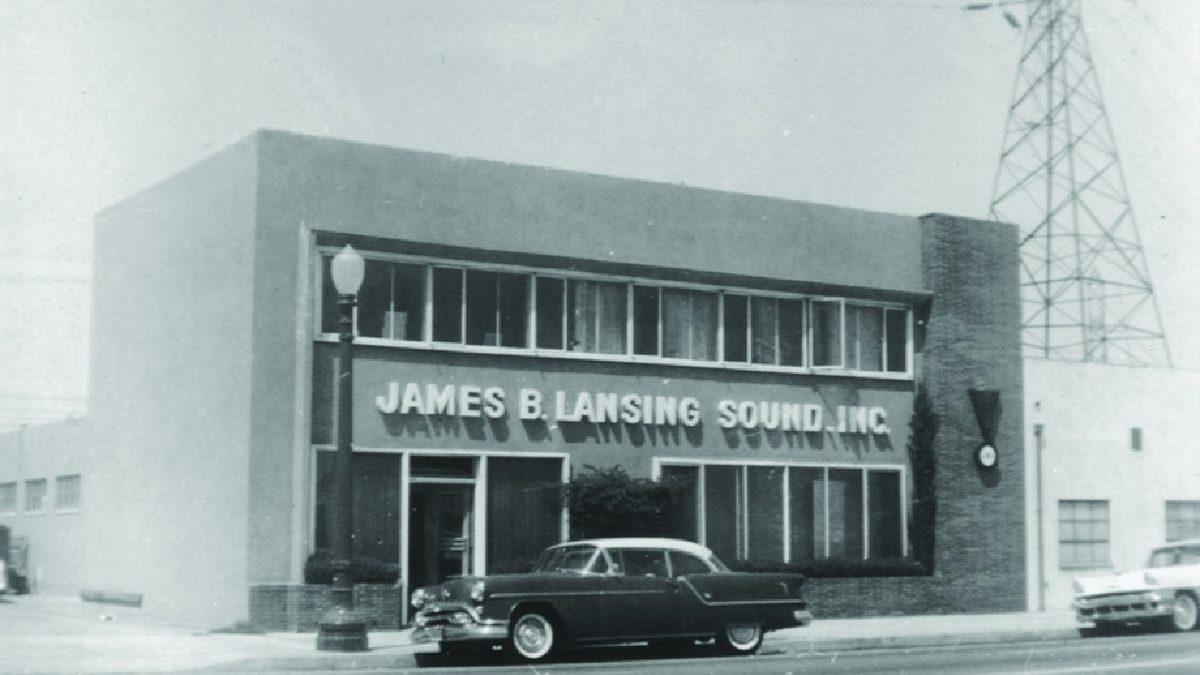 JAMES B. LANSING SOUND, INC.